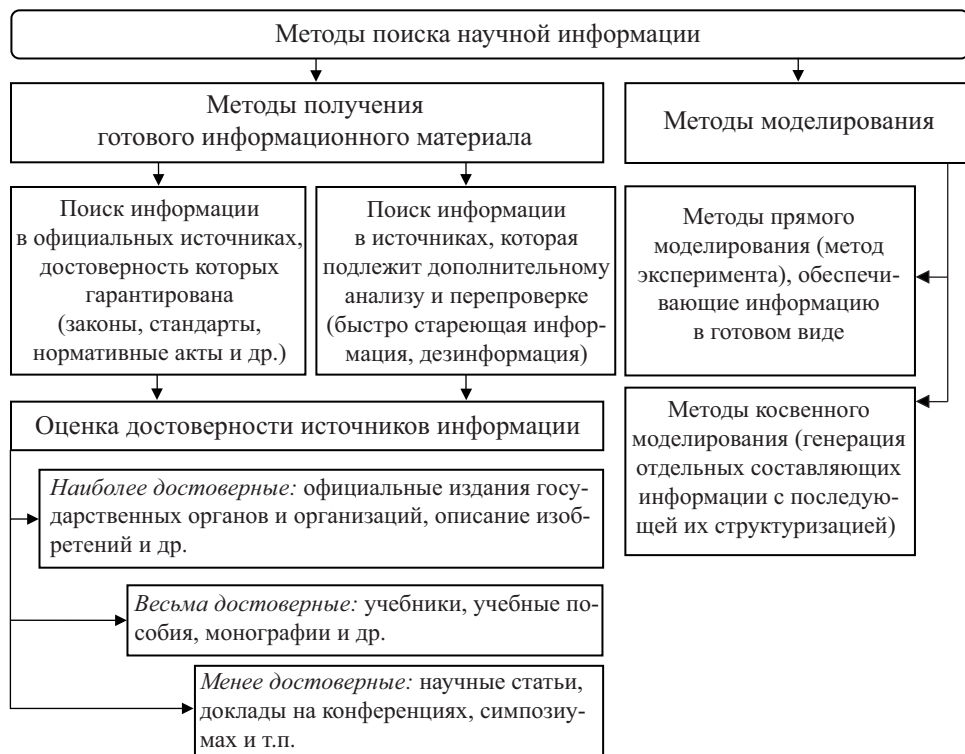 Методы поиска научной информации
Методы получения
готового информационного материала
Методы моделирования
Поиск информации
в официальных источниках,
достоверность которых
гарантирована
(законы, стандарты,
нормативные акты и др.)
Поиск информации
в источниках, которая
подлежит дополнительному
анализу и перепроверке
(быстро стареющая инфор-
мация, дезинформация)
Методы прямого
моделирования (метод
эксперимента), обеспечи-
вающие информацию
в готовом виде
Оценка достоверности источников информации
Методы косвенного
моделирования (генерация
отдельных составляющих
информации с последую-
щей их структуризацией)
Наиболее достоверные: официальные издания госу-
дарственных органов и организаций, описание изоб-
ретений и др.
Весьма достоверные: учебники, учебные по-
собия, монографии и др.
Менее достоверные: научные статьи,
доклады на конференциях, симпозиу-
мах и т.п.